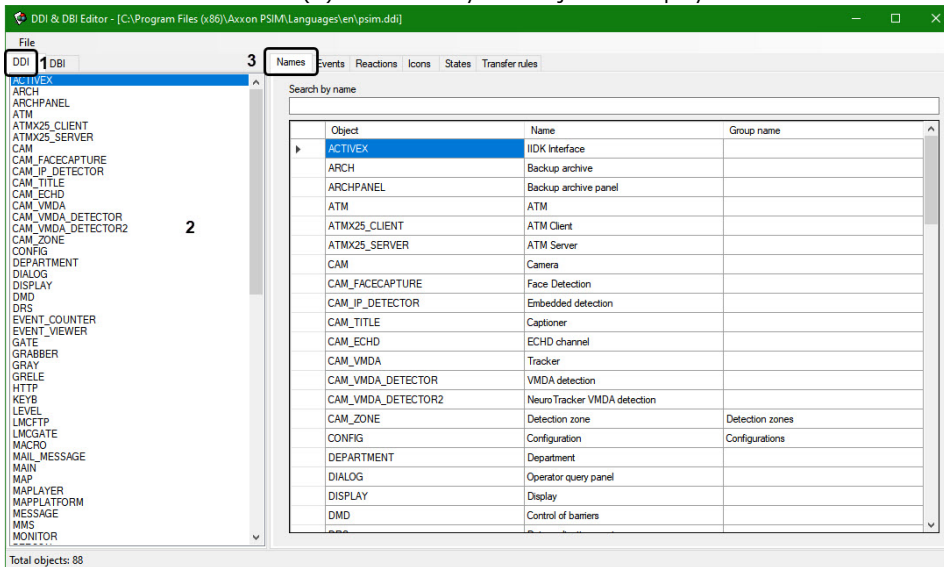 DDI & DBI Editor - [C:\Program Files (x86)\Axxon PSIM\Languages\en\psim.ddi]
File
DDI 1 DBI
ACTIVEX
ARCH
ARCHPANEL
ATM
ATMX25_CLIENT
ATMX25_SERVER
CAM
CAM_FACECAPTURE
CAM_IP_DETECTOR
CAM_TITLE
CAM_ECHD
CAM_VMDA
CAM_VMDA_DETECTOR
CAM_VMDA_DETECTOR2
CAM_ZONE
CONFIG
DEPARTMENT
DIALOG
DISPLAY
DMD
DRS
EVENT_COUNTER
EVENT_VIEWER
GATE
GRABBER
GRAY
GRELE
HTTP
KEYB
LEVEL
LMCFTP
LMCGATE
MACRO
MAIL_MESSAGE
MAIN
MAP
MAPLAYER
MAPPLATFORM
MESSAGE
MMS
MONITOR
2
3 Names Events Reactions Icons States Transfer rules
Search by name
Object Name Group name
ACTIVEX IIDK Interface
ARCH Backup archive
ARCHPANEL Backup archive panel
ATM ATM
ATMX25_CLIENT ATM Client
ATMX25_SERVER ATM Server
CAM Camera
CAM_FACECAPTURE Face Detection
CAM_IP_DETECTOR Embedded detection
CAM_TITLE Captioner
CAM_ECHD ECHD channel
CAM_VMDA Tracker
CAM_VMDA_DETECTOR VMDA detection
CAM_VMDA_DETECTOR2 NeuroTracker VMDA detection
CAM_ZONE Detection zone Detection zones
CONFIG Configuration Configurations
DEPARTMENT Department
DIALOG Operator query panel
DISPLAY Display
DMD Control of barriers
Total objects: 88